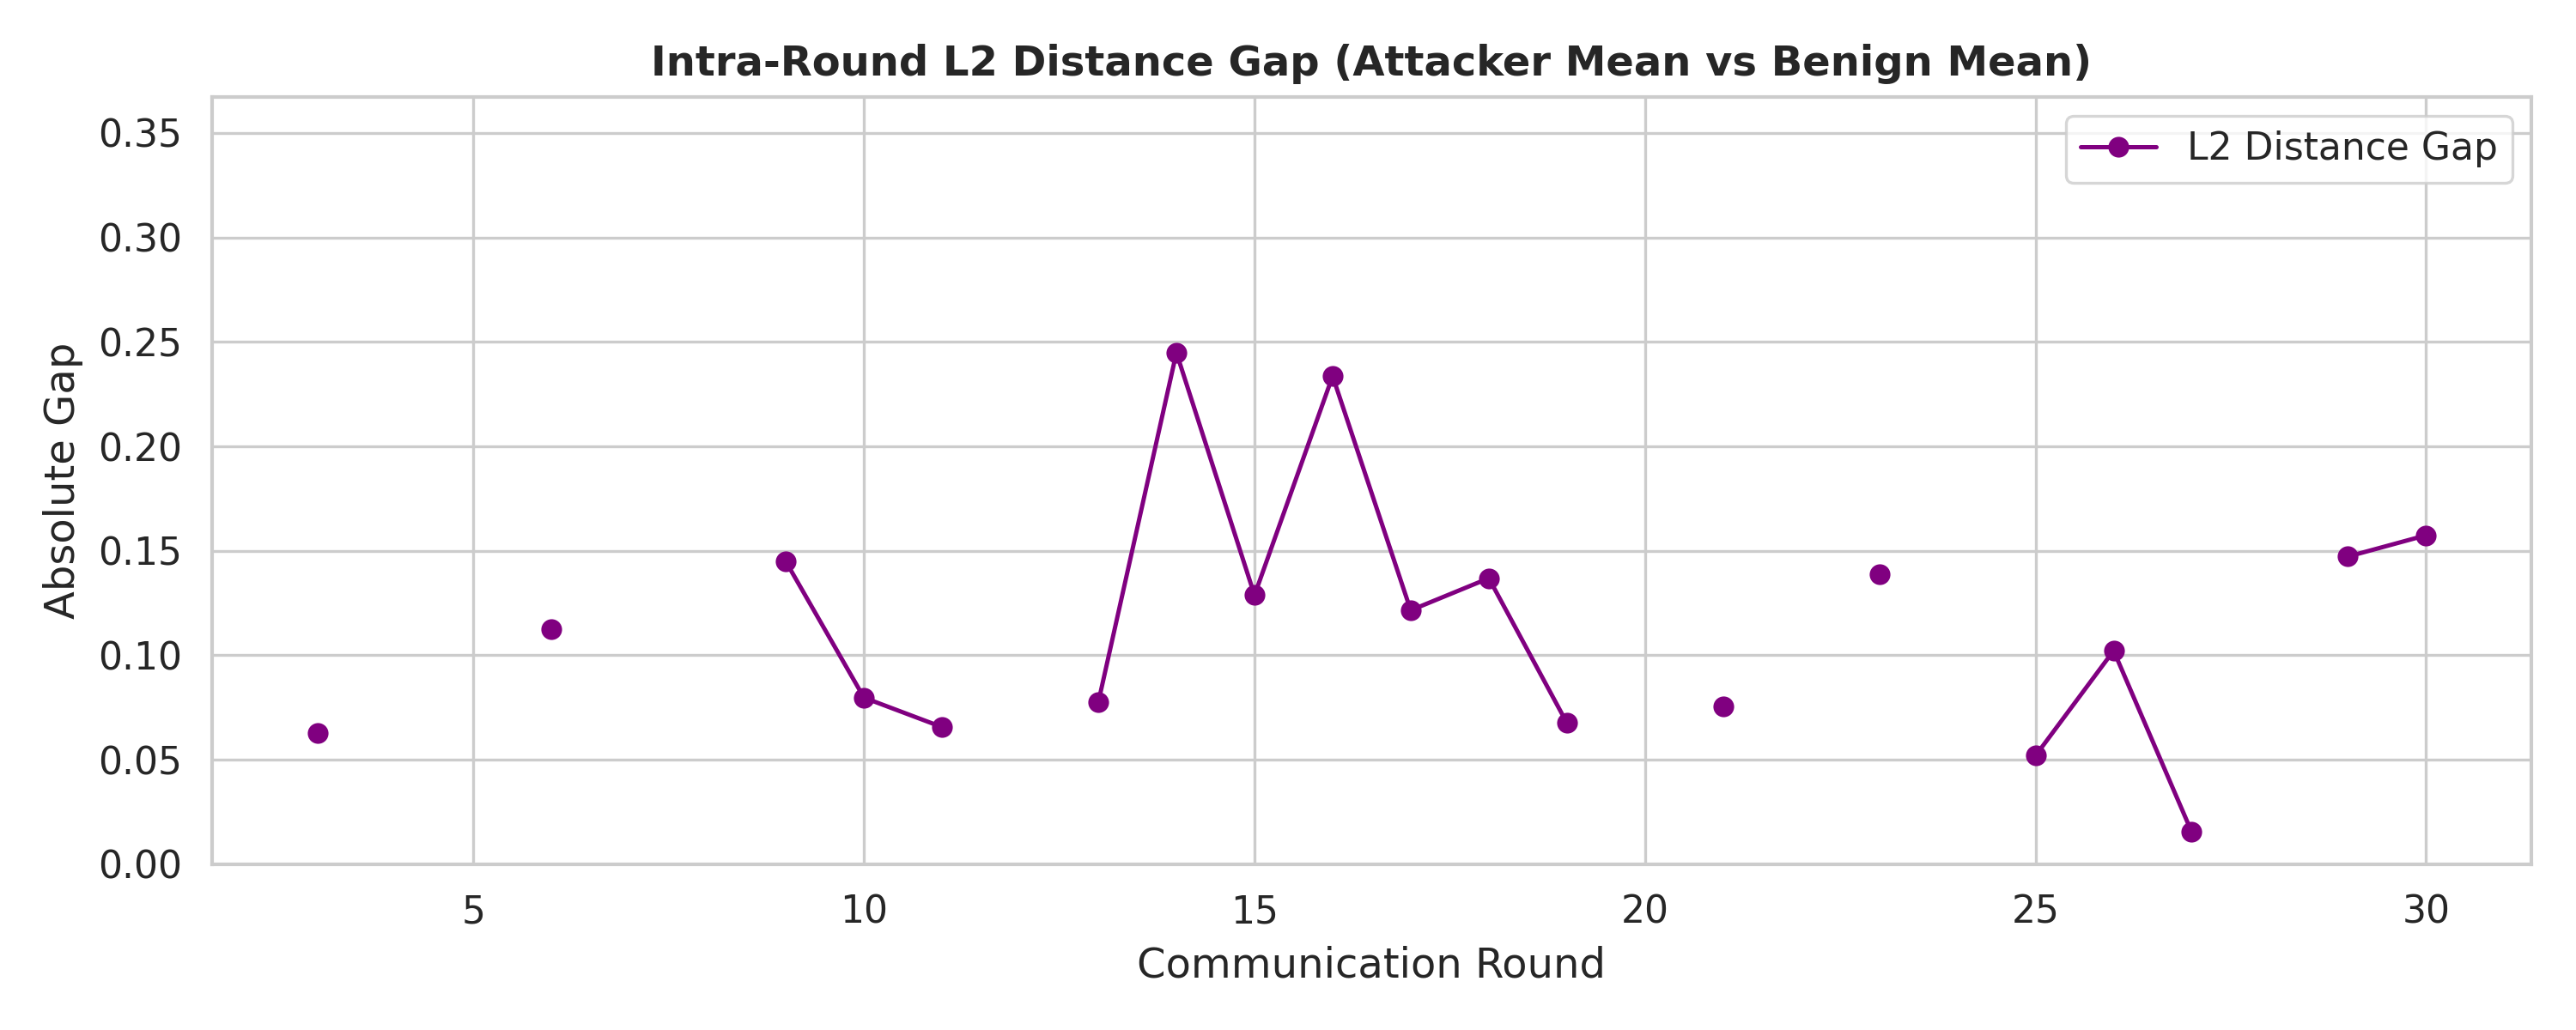 Intra-Round L2 Distance Gap (Attacker Mean vs Benign Mean)
L2 Distance Gap
Absolute Gap
0.35
0.30
0.25
0.20
0.15
0.10
0.05
0.00
5 10 15 20 25 30
Communication Round